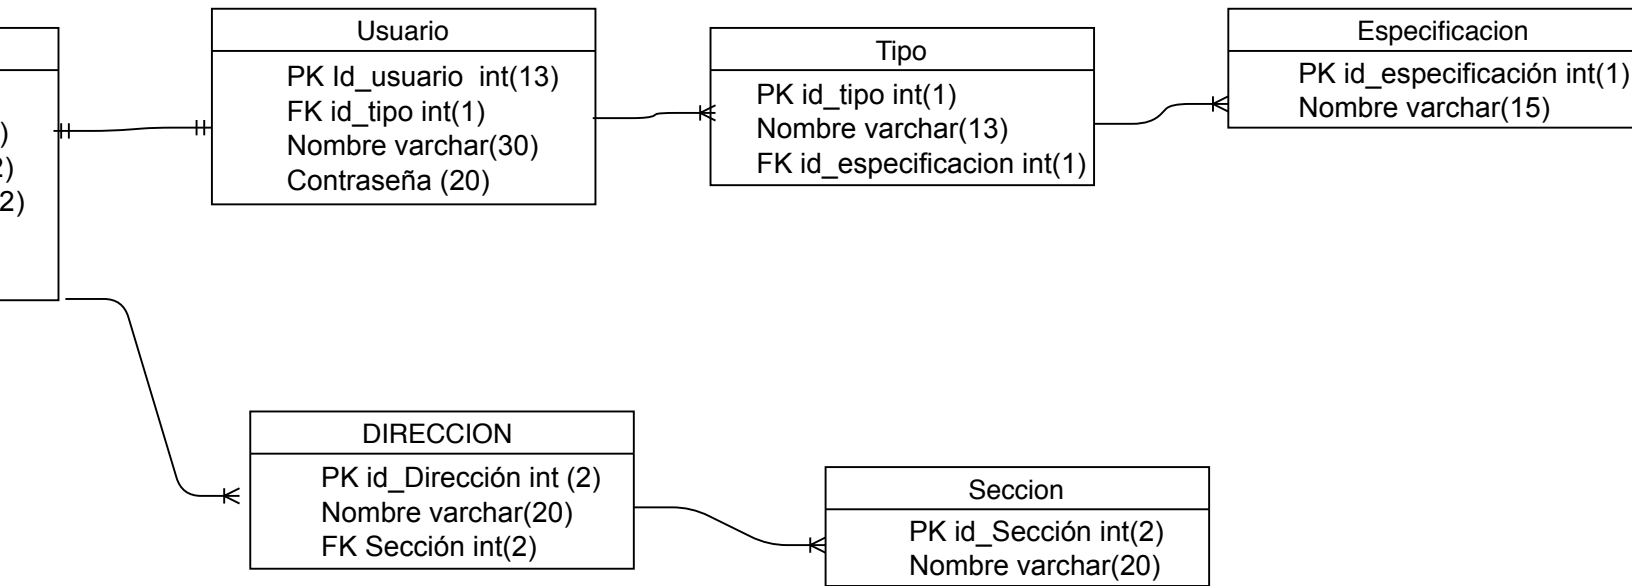 )
2)
2)
Usuario
PK Id_usuario int(13)
FK id_tipo int(1)
Nombre varchar(30)
Contraseña (20)
Tipo
PK id_tipo int(1)
Nombre varchar(13)
FK id_especificacion int(1)
Especificacion
PK id_especificación int(1)
Nombre varchar(15)
DIRECCION
PK id_Dirección int (2)
Nombre varchar(20)
FK Sección int(2)
Seccion
PK id_Sección int(2)
Nombre varchar(20)